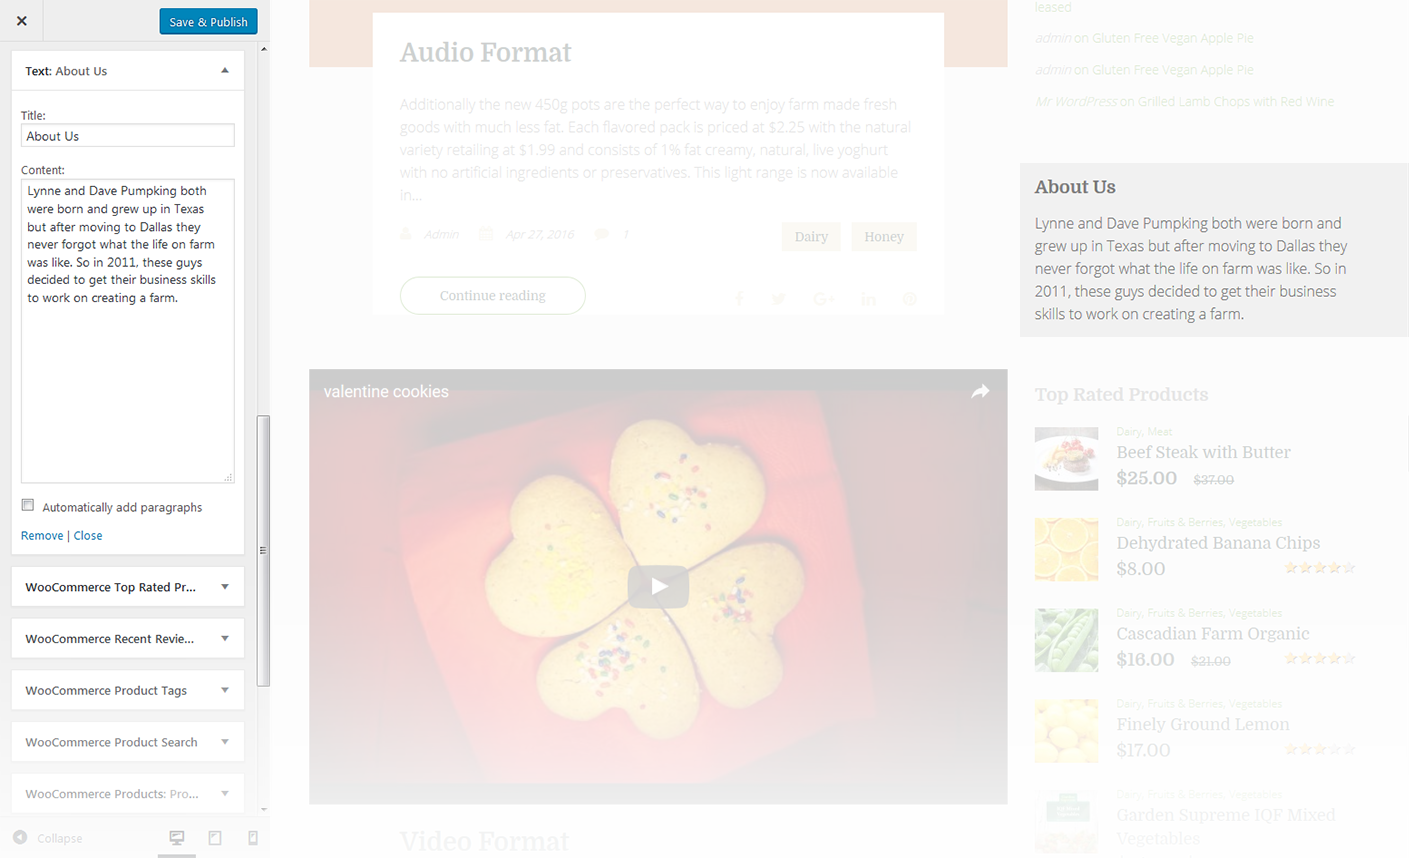 Save & Publish
Text: About Us
Title:
About Us
Content:
Lynne and Dave Pumpking both
were born and grew up in Texas
but after moving to Dallas they
never forgot what the life on farm
was like. So in 2011, these guys
decided to get their business skills
to work on creating a farm.
Automatically add paragraphs
Remove | Close
WooCommerce Top Rated Pr...
WooCommerce Recent Revie...
WooCommerce Product Tags
WooCommerce Product Search
WooCommerce Products: Pro...
Collapse
Audio Format
Additionally the new 450g pots are the perfect way to enjoy farm made fresh
goods with much less fat. Each flavored pack is priced at $2.25 with the natural
variety retailing at $1.99 and consists of 1% fat creamy, natural, live yoghurt
with no artificial ingredients or preservatives. This light range is now available
in...
Admin Apr 27, 2016 1
Dairy Honey
Continue reading
valentine cookies
Video Format
leased
admin on Gluten Free Vegan Apple Pie
admin on Gluten Free Vegan Apple Pie
Mr WordPress on Grilled Lamb Chops with Red Wine
About Us
Lynne and Dave Pumpking both were born and
grew up in Texas but after moving to Dallas they
never forgot what the life on farm was like. So in
2011, these guys decided to get their business
skills to work on creating a farm.
Top Rated Products
Dairy, Meat
Beef Steak with Butter
$25.00 $37.00
Dairy, Fruits & Berries, Vegetables
Dehydrated Banana Chips
$8.00
Dairy, Fruits & Berries, Vegetables
Cascadian Farm Organic
$16.00 $21.00
Dairy, Fruits & Berries, Vegetables
Finely Ground Lemon
$17.00
Dairy, Fruits & Berries, Vegetables
Garden Supreme IQF Mixed
Vegetables